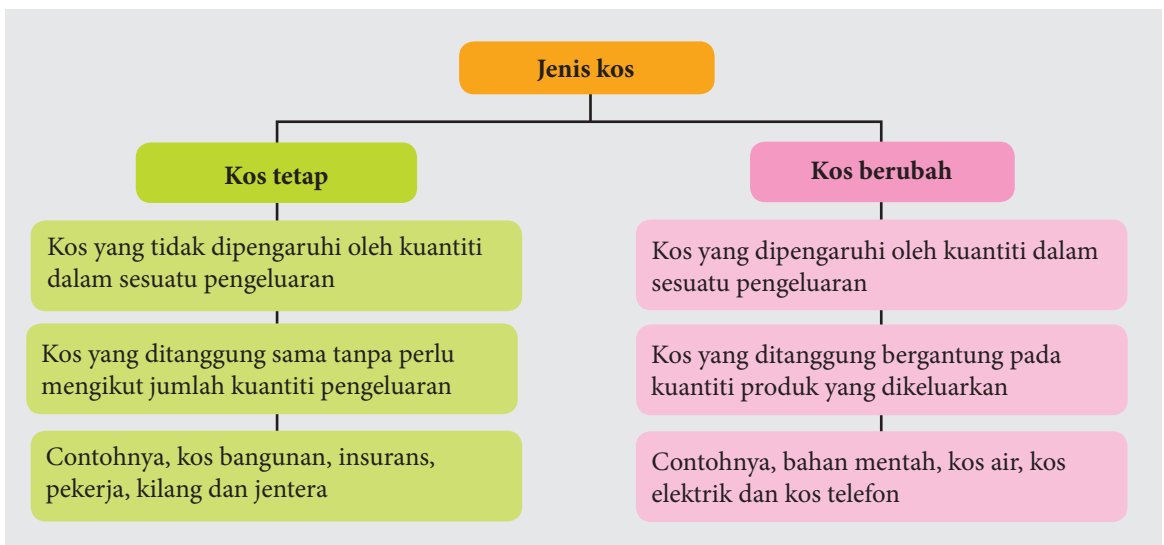 Jenis kos
Kos tetap
Kos yang tidak dipengaruhi oleh kuantiti
dalam sesuatu pengeluaran
Kos yang ditanggung sama tanpa perlu
mengikut jumlah kuantiti pengeluaran
Contohnya, kos bangunan, insurans,
pekerja, kilang dan jentera
Kos berubah
Kos yang dipengaruhi oleh kuantiti dalam
sesuatu pengeluaran
Kos yang ditanggung bergantung pada
kuantiti produk yang dikeluarkan
Contohnya, bahan mentah, kos air, kos
elektrik dan kos telefon